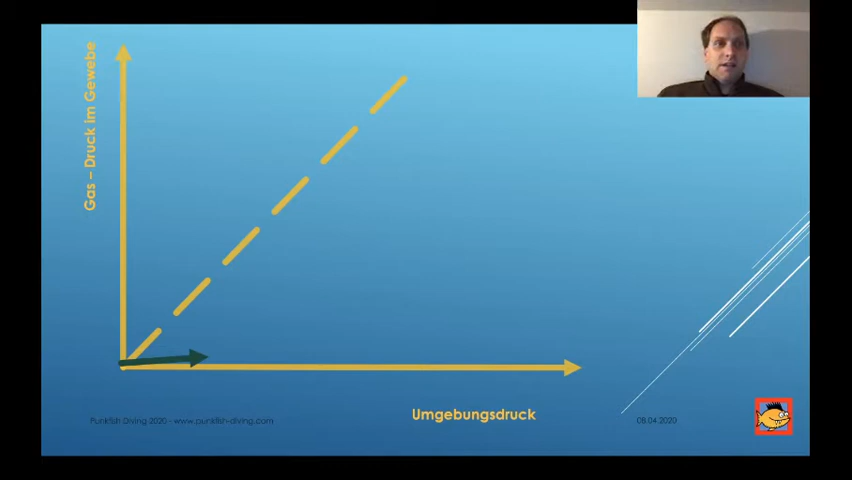 Gas – Druck im Gewebe
Umgebungsdruck
Punkfish Diving 2020 - www.punkfish-diving.com
08.04.2020